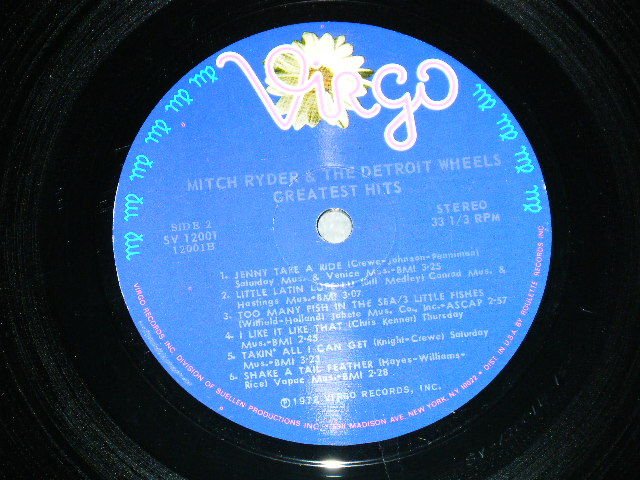 Virgo
MITCH RYDER & THE DETROIT WHEELS
GREATEST HITS
SIDE 2
SV 12001
12001B
STEREO
33 1/3 RPM
1. JENNY TAKE A RIDE (Crewe-Johnson-Penniman)
Saturday Mus. & Venice Mus.-BMI 3:25
2. LITTLE LATIN (Bill Medley) Conrad Mus. &
Hastings Mus.-BMI 3:07
3. TOO MANY FISH IN THE SEA/3 LITTLE FISHES
(Witfield-Holland) Jobete Mus. Co., Inc.-ASCAP 2:57
4. I LIKE IT LIKE THAT (Chris Kenner) Thursday
Mus.-BMI 2:45
5. TAKIN' ALL I CAN GET (Knight-Crewe) Saturday
Mus.-BMI 3:23
6. SHAKE A TAIL FEATHER (Hayes-Williams-
Rice) Vapac Mus.-BMI 2:28
℗ 1972 VIRGO RECORDS, INC.
VIRGO RECORDS INC. DIVISION OF SUELLEN PRODUCTIONS INC. MADISON AVE. NEW YORK, NEW YORK 10022 • DIST. IN U.S.A. BY ROULETTE RECORDS, INC.